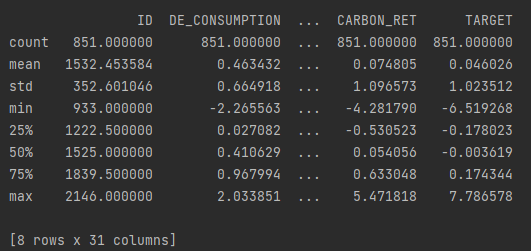 ID DE_CONSUMPTION ... CARBON_RET TARGET
count 851.000000 851.000000 ... 851.000000 851.000000
mean 1532.453584 0.463432 ... 0.074805 0.046026
std 352.601046 0.664918 ... 1.096573 1.023512
min 933.000000 -2.265563 ... -4.281790 -6.519268
25% 1222.500000 0.027082 ... -0.530523 -0.178023
50% 1525.000000 0.410629 ... 0.054056 -0.003619
75% 1839.500000 0.967994 ... 0.633048 0.174344
max 2146.000000 2.033851 ... 5.471818 7.786578
[8 rows x 31 columns]